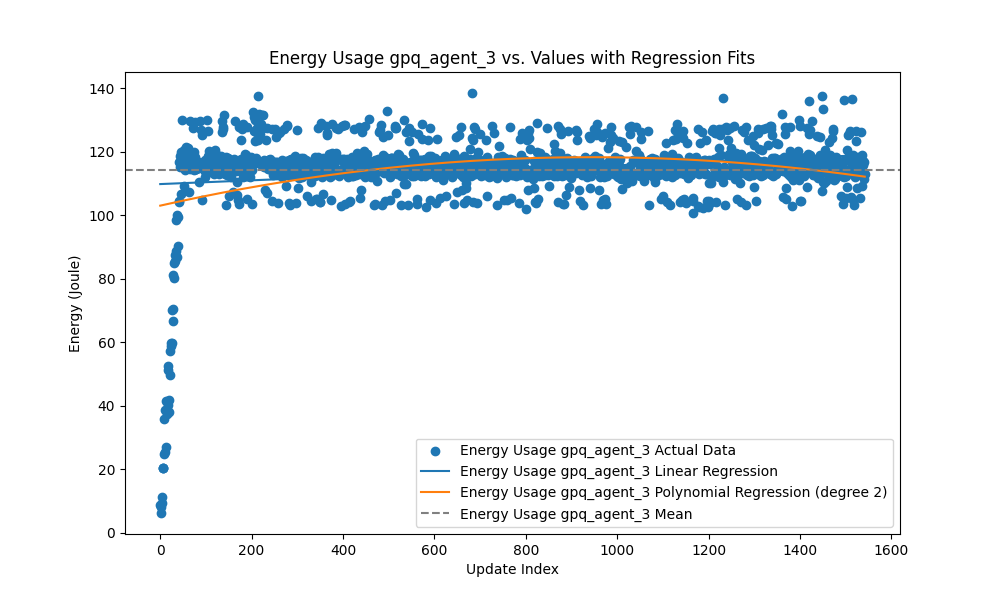 Energy Usage gpq_agent_3 vs. Values with Regression Fits
140
120
100
80
60
40
20
0
Energy (Joule)
0 200 400 600 800 1000 1200 1400 1600
Update Index
Energy Usage gpq_agent_3 Actual Data
Energy Usage gpq_agent_3 Linear Regression
Energy Usage gpq_agent_3 Polynomial Regression (degree 2)
Energy Usage gpq_agent_3 Mean